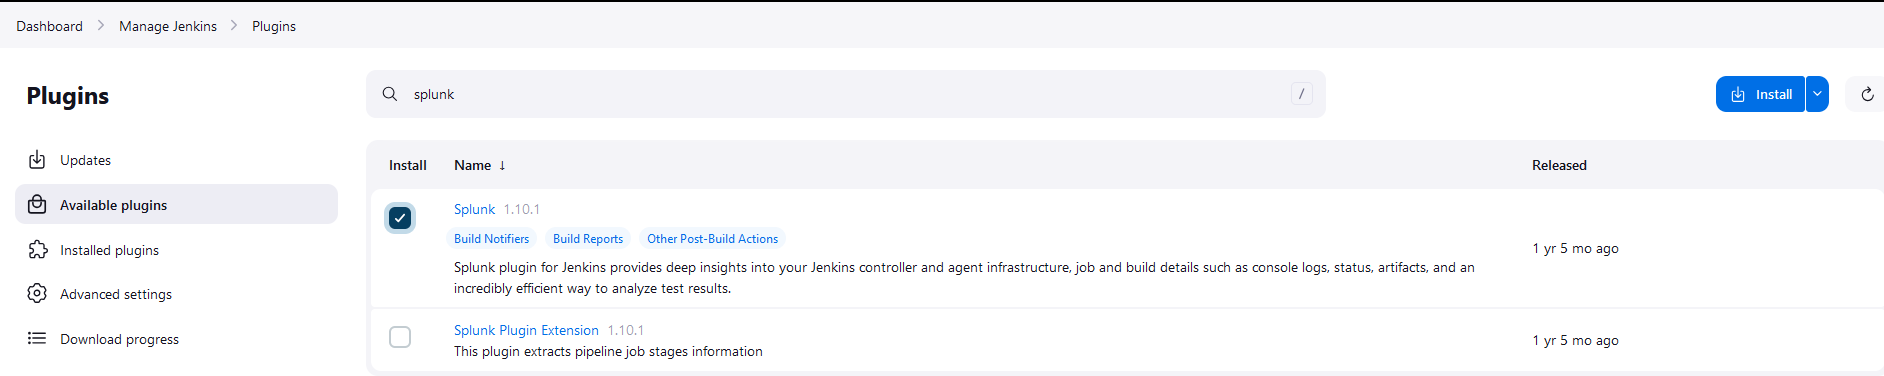 Dashboard > Manage Jenkins > Plugins
Plugins
splunk /
Install
Updates
Available plugins
Installed plugins
Advanced settings
Download progress
Install Name ↓ Released
Splunk 1.10.1
Build Notifiers Build Reports Other Post-Build Actions
Splunk plugin for Jenkins provides deep insights into your Jenkins controller and agent infrastructure, job and build details such as console logs, status, artifacts, and an
incredibly efficient way to analyze test results.
1 yr 5 mo ago
Splunk Plugin Extension 1.10.1
This plugin extracts pipeline job stages information
1 yr 5 mo ago